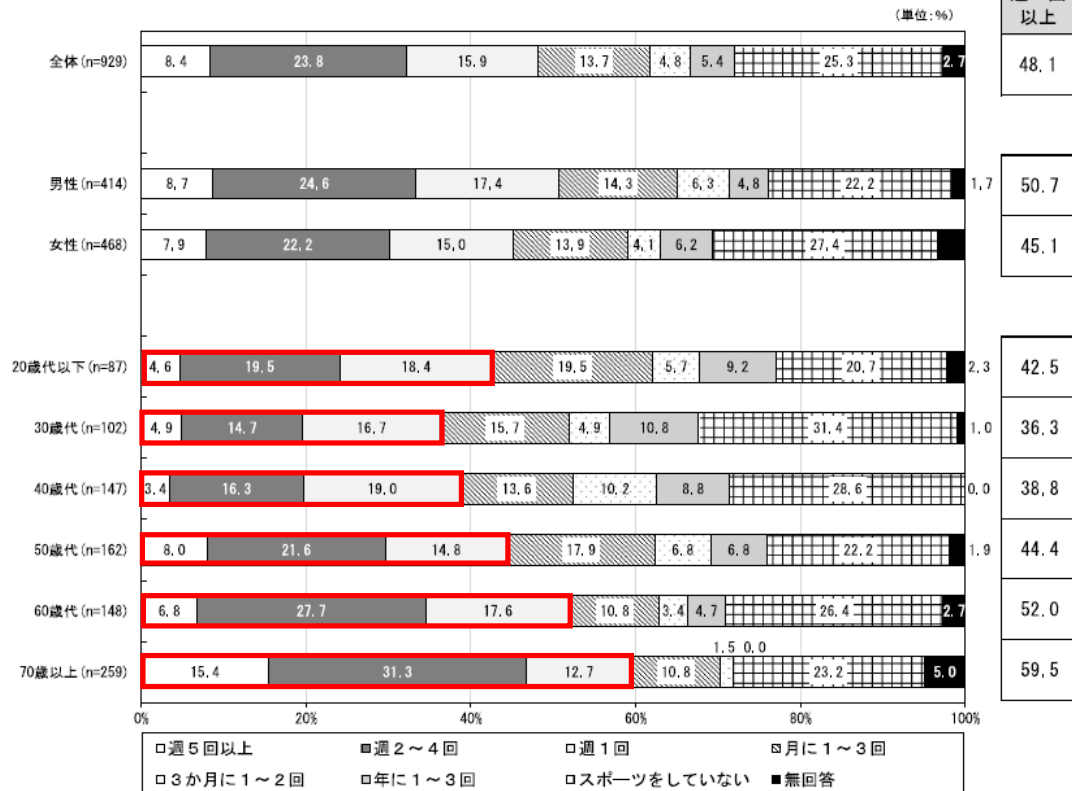 (単位:%)
以上
全体(n=929) 8.4 23.8 15.9 13.7 4.8 5.4 25.3 2.7 48.1
男性(n=414) 8.7 24.6 17.4 14.3 6.3 4.8 22.2 1.7 50.7
女性(n=468) 7.9 22.2 15.0 13.9 4.1 6.2 27.4 45.1
20歳代以下(n=87) 4.6 19.5 18.4 19.5 5.7 9.2 20.7 2.3 42.5
30歳代(n=102) 4.9 14.7 16.7 15.7 4.9 10.8 31.4 1.0 36.3
40歳代(n=147) 3.4 16.3 19.0 13.6 10.2 8.8 28.6 0.0 38.8
50歳代(n=162) 8.0 21.6 14.8 17.9 6.8 6.8 22.2 1.9 44.4
60歳代(n=148) 6.8 27.7 17.6 10.8 3.4 4.7 26.4 2.7 52.0
1.5 0.0
70歳以上(n=259) 15.4 31.3 12.7 10.8 23.2 5.0 59.5
0% 20% 40% 60% 80% 100%
週5回以上 週2～4回 週1回 月に1～3回
3か月に1～2回 年に1～3回 スポーツをしていない 無回答